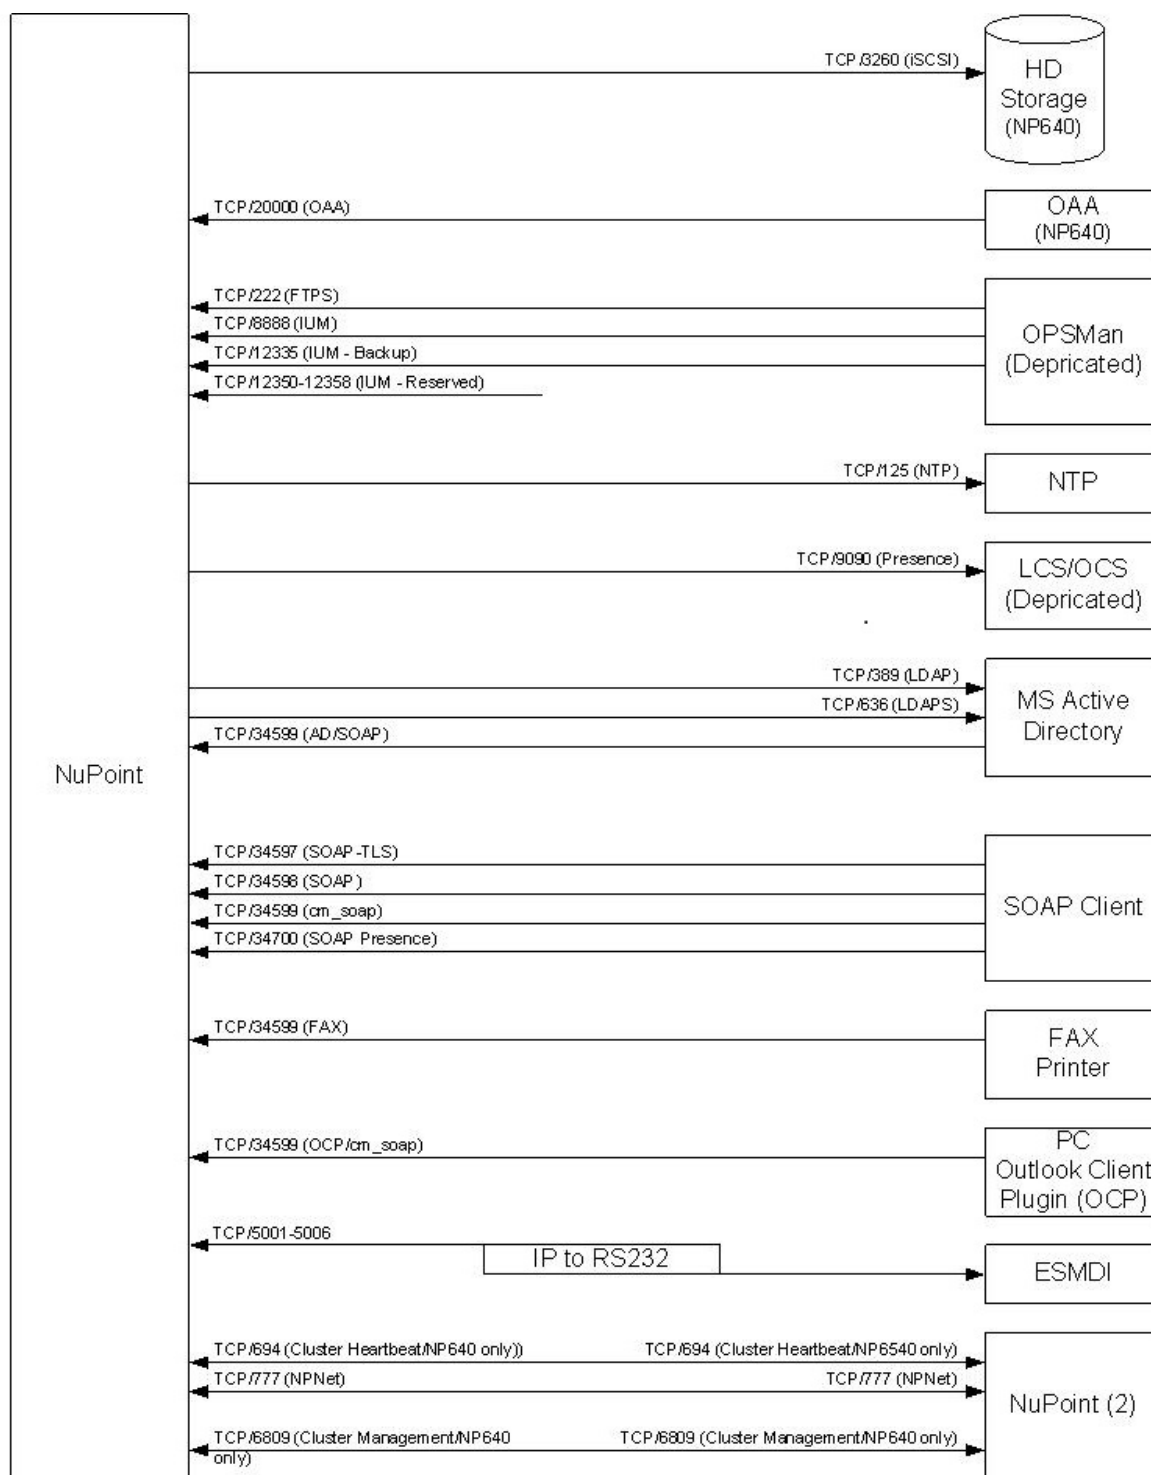 TCP/3260 (iSCSI)
HD
Storage
(NP640)
TCP/20000 (OAA)
OAA
(NP640)
TCP/222 (FTPS)
TCP/8888 (IUM)
TCP/12335 (IUM - Backup)
TCP/12350-12358 (IUM - Reserved)
OPSMan
(Depricated)
TCP/125 (NTP)
NTP
TCP/9090 (Presence)
LCS/OCS
(Depricated)
TCP/389 (LDAP)
TCP/636 (LDAPS)
TCP/34599 (AD/SOAP)
MS Active
Directory
NuPoint
TCP/34597 (SOAP-TLS)
TCP/34598 (SOAP)
TCP/34599 (cm_soap)
TCP/34700 (SOAP Presence)
SOAP Client
TCP/34599 (FAX)
FAX
Printer
TCP/34599 (OCP/cm_soap)
PC
Outlook Client
Plugin (OCP)
TCP/5001-5006
IP to RS232
ESMDI
TCP/694 (Cluster Heartbeat/NP640 only))
TCP/694 (Cluster Heartbeat/NP6540 only)
TCP/777 (NPNet)
TCP/777 (NPNet)
NuPoint (2)
TCP/6809 (Cluster Management/NP640
only)
TCP/6809 (Cluster Management/NP640 only)